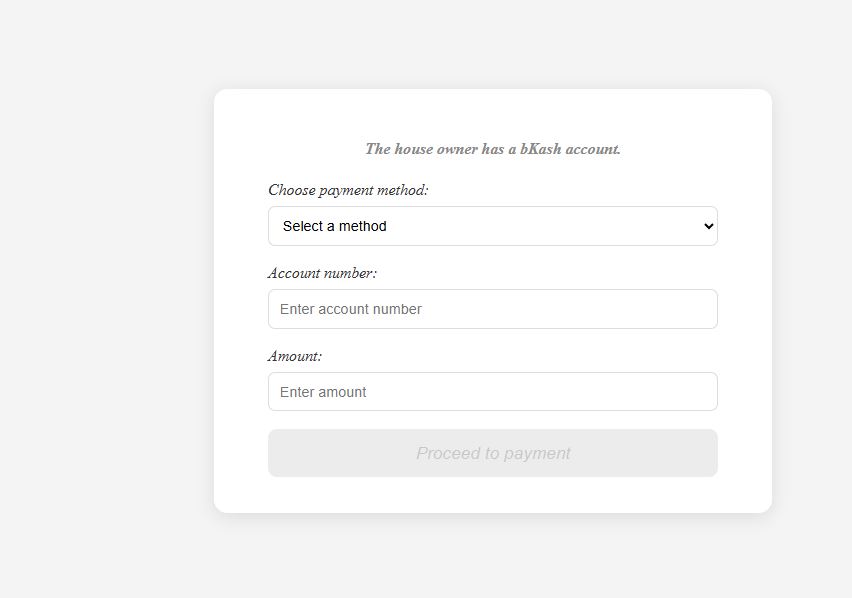 The house owner has a bKash account.
Choose payment method:
Select a method
Account number:
Enter account number
Amount:
Enter amount
Proceed to payment